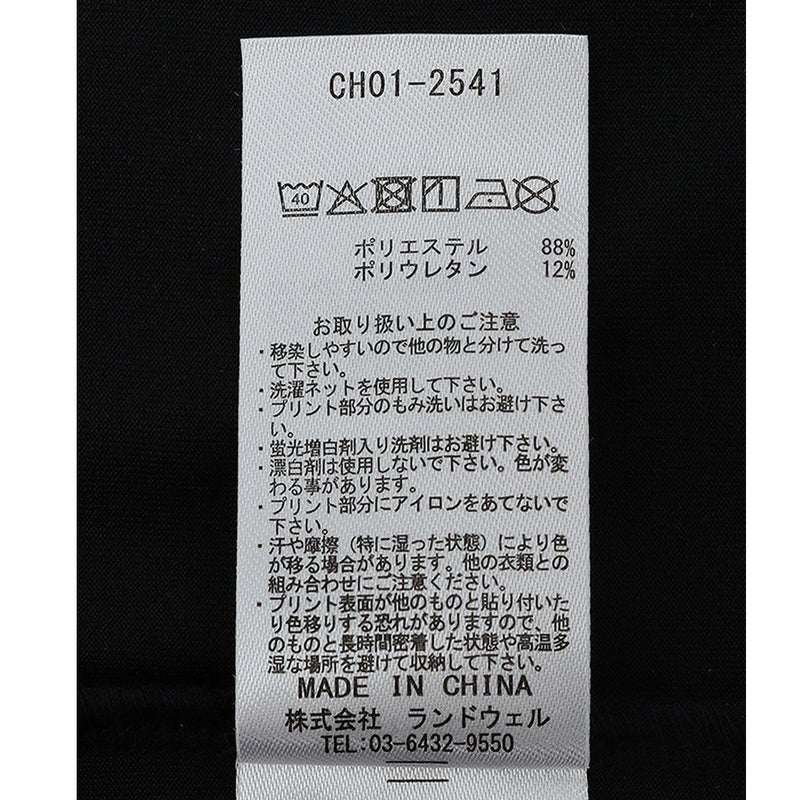 CH01-2541
40
ポリエステル 88%
ポリウレタン 12%
お取り扱い上のご注意
・移染しやすいので他の物と分けて洗っ
て下さい。
・洗濯ネットを使用して下さい。
・プリント部分のもみ洗いはお避け下さ
い。
・蛍光増白剤入り洗剤はお避け下さい。
・漂白剤は使用しないで下さい。色が変
わる事があります。
・プリント部分にアイロンをあてないで
下さい。
・汗や摩擦（特に湿った状態）により色
が移る場合があります。他の衣類との
組み合わせにご注意ください。
・プリント表面が他のものと貼り付いた
り色移りする恐れがありますので、他
のものと長時間密着した状態や高温多
湿な場所を避けて収納して下さい。
MADE IN CHINA
株式会社 ランドウェル
TEL:03-6432-9550